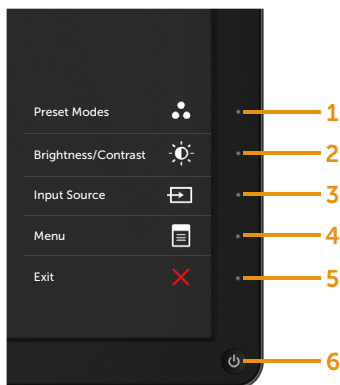 Preset Modes 1
Brightness/Contrast 2
Input Source 3
Menu 4
Exit 5
6